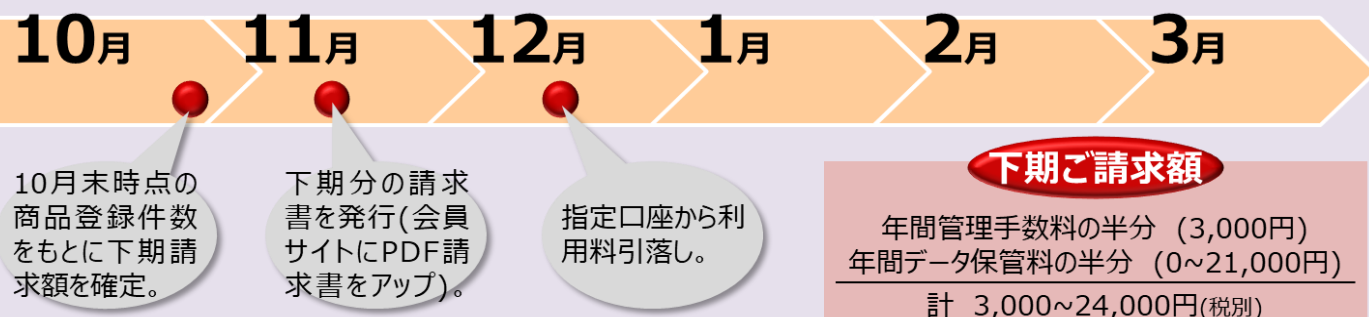 10月 11月 12月 1月 2月 3月
10月末時点の
商品登録件数
をもとに下期請
求額を確定。
下期分の請求
書を発行(会員
サイトにPDF請
求書をアップ)。
指定口座から利
用料引落し。
下期ご請求額
年間管理手数料の半分 (3,000円)
年間データ保管料の半分 (0~21,000円)
計 3,000~24,000円(税別)